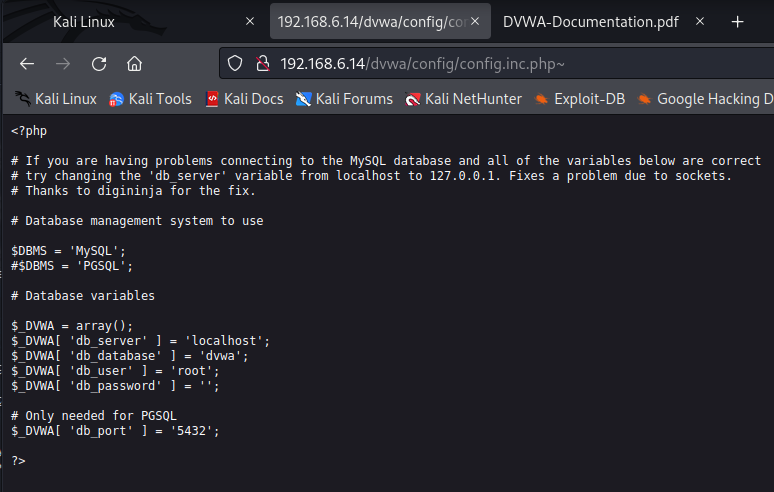 Kali Linux
192.168.6.14/dvwa/config/con
DVWA-Documentation.pdf
192.168.6.14/dvwa/config/config.inc.php~
Kali Linux Kali Tools Kali Docs Kali Forums Kali NetHunter Exploit-DB Google Hacking D
<?php
# If you are having problems connecting to the MySQL database and all of the variables below are correct
# try changing the 'db_server' variable from localhost to 127.0.0.1. Fixes a problem due to sockets.
# Thanks to digininja for the fix.
# Database management system to use
$DBMS = 'MySQL';
#$DBMS = 'PGSQL';
# Database variables
$_DVWA = array();
$_DVWA[ 'db_server' ] = 'localhost';
$_DVWA[ 'db_database' ] = 'dvwa';
$_DVWA[ 'db_user' ] = 'root';
$_DVWA[ 'db_password' ] = '';
# Only needed for PGSQL
$_DVWA[ 'db_port' ] = '5432';
?>